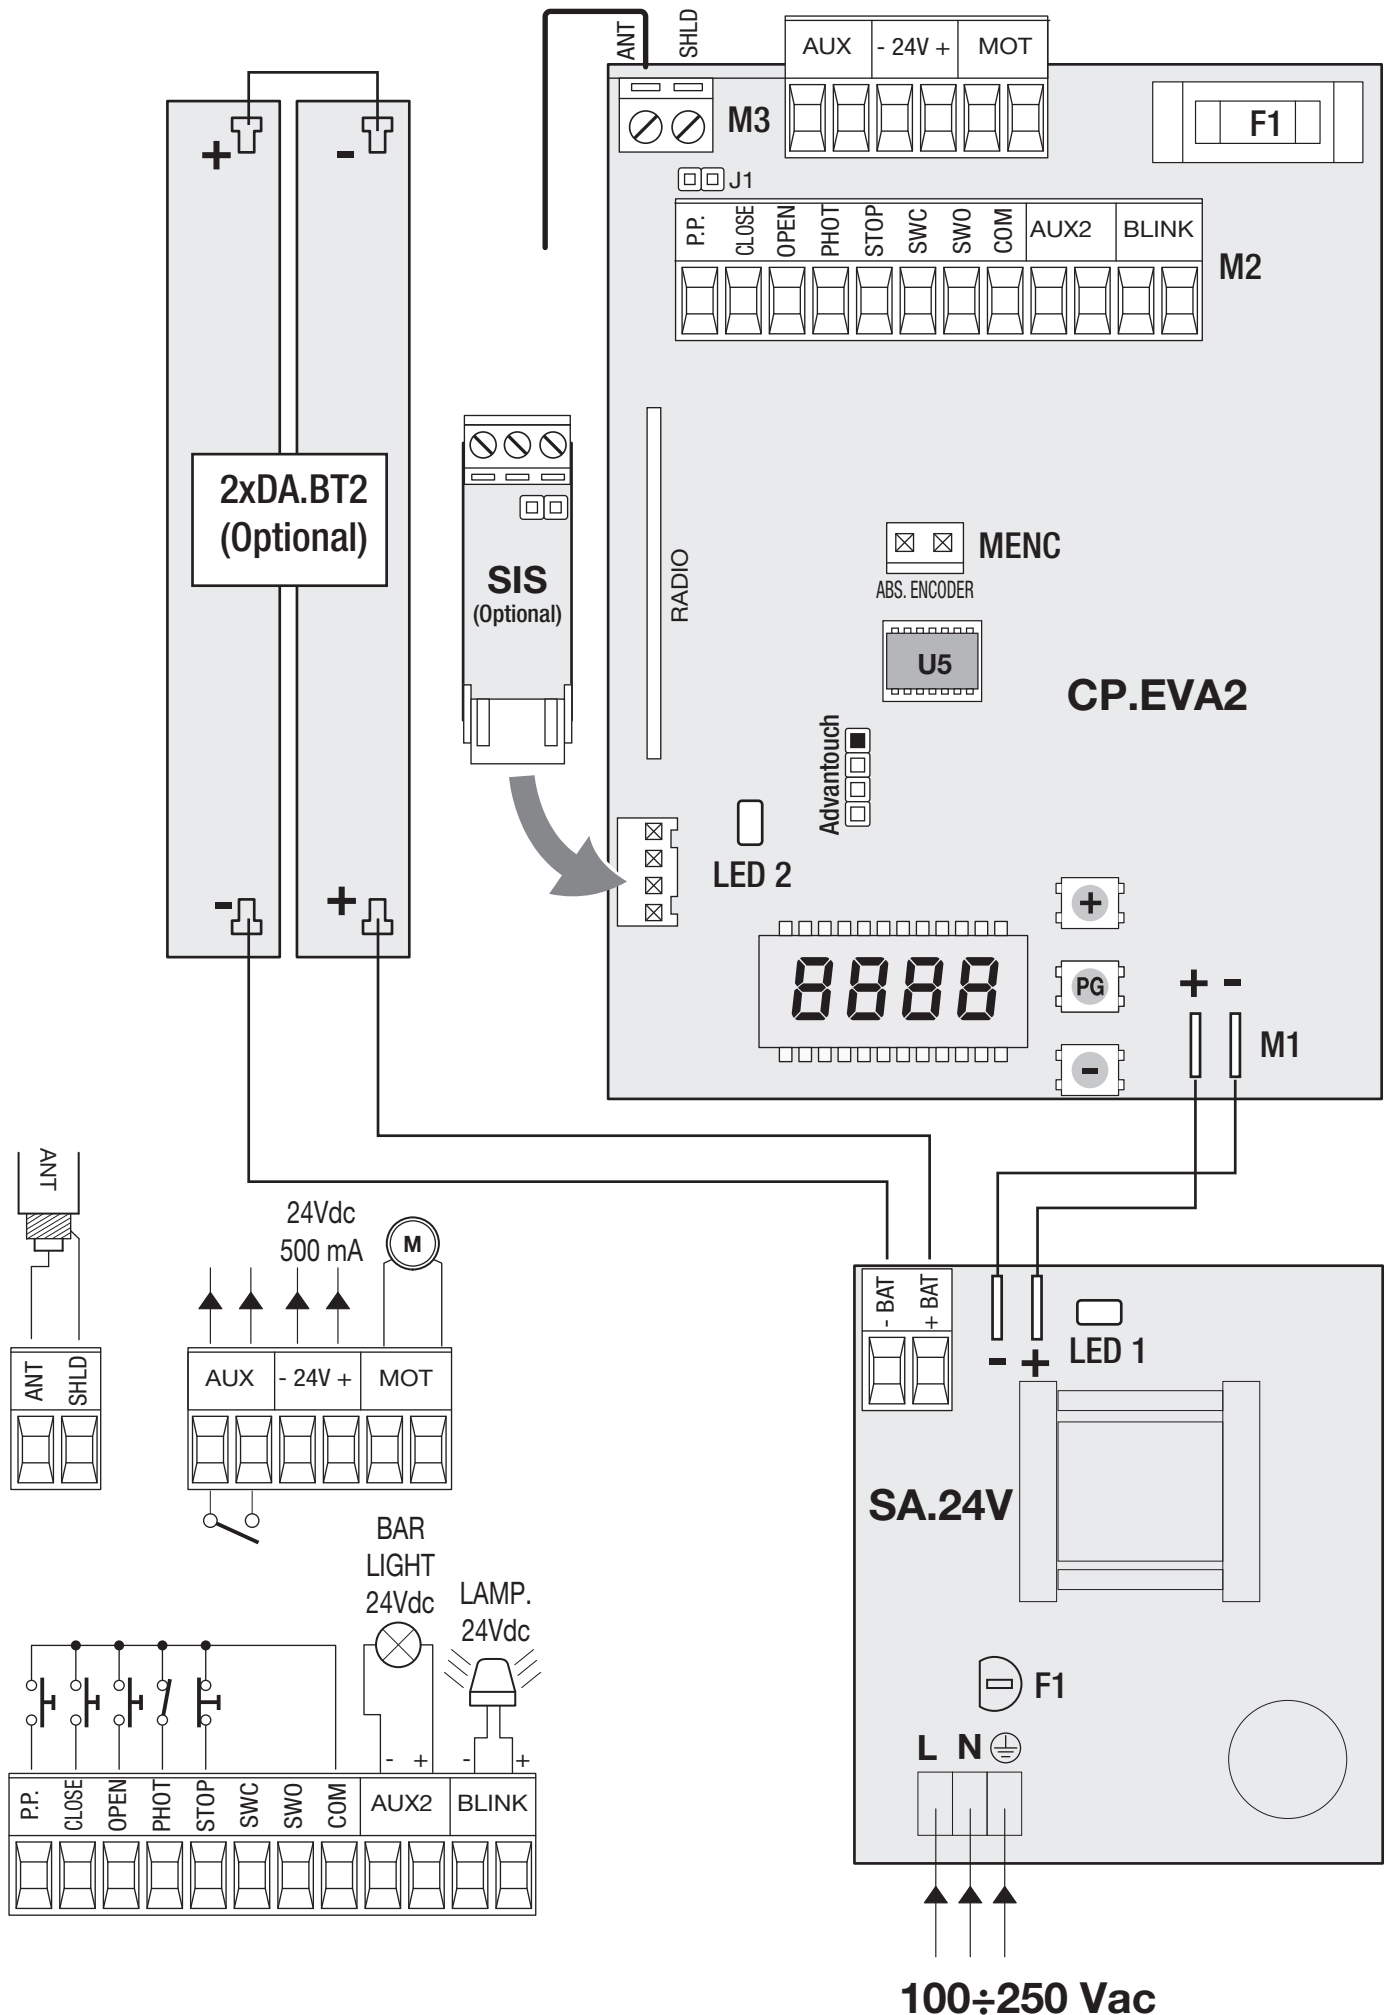 ANT
SHLD
AUX
- 24V +
MOT
M3
F1
J1
P.P.
CLOSE
OPEN
PHOT
STOP
SWC
SWO
COM
AUX2
BLINK
M2
+
-
2xDA.BT2
(Optional)
SIS
(Optional)
RADIO
MENC
ABS. ENCODER
U5
CP.EVA2
Advantouch
LED 2
-
+
8888
+
PG
-
+ -
M1
ANT
24Vdc
500 mA
M
ANT
SHLD
AUX
- 24V +
MOT
- BAT
+ BAT
- +
LED 1
SA.24V
BAR
LIGHT
24Vdc
LAMP.
24Vdc
F1
L N
- +
- +
P.P.
CLOSE
OPEN
PHOT
STOP
SWC
SWO
COM
AUX2
BLINK
100÷250 Vac